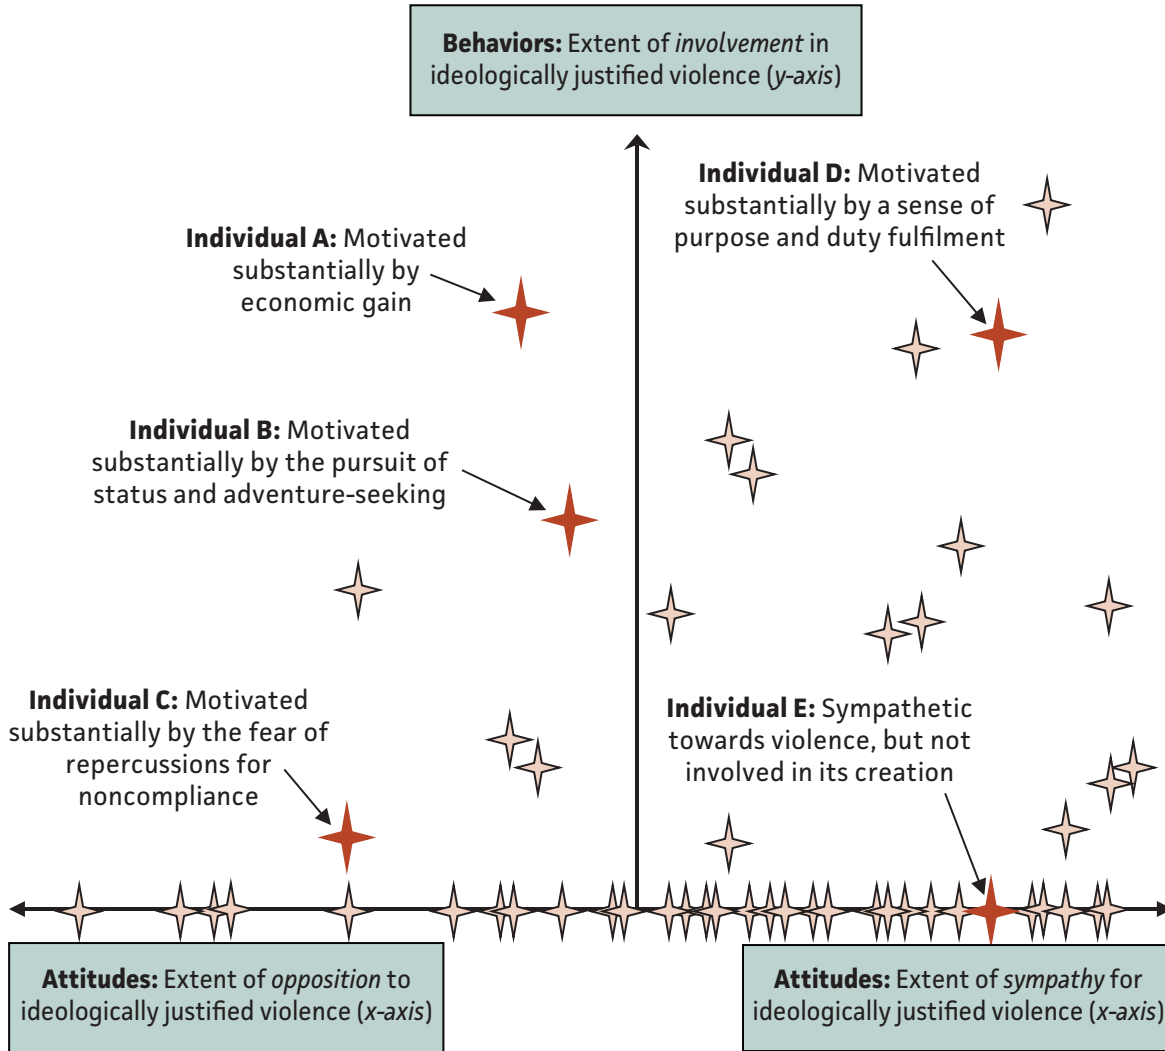 Behaviors: Extent of involvement in
ideologically justified violence (y-axis)
Individual D: Motivated
substantially by a sense of
purpose and duty fulfilment
Individual A: Motivated
substantially by
economic gain
Individual B: Motivated
substantially by the pursuit of
status and adventure-seeking
Individual C: Motivated
substantially by the fear of
repercussions for
noncompliance
Individual E: Sympathetic
towards violence, but not
involved in its creation
Attitudes: Extent of opposition to
ideologically justified violence (x-axis)
Attitudes: Extent of sympathy for
ideologically justified violence (x-axis)